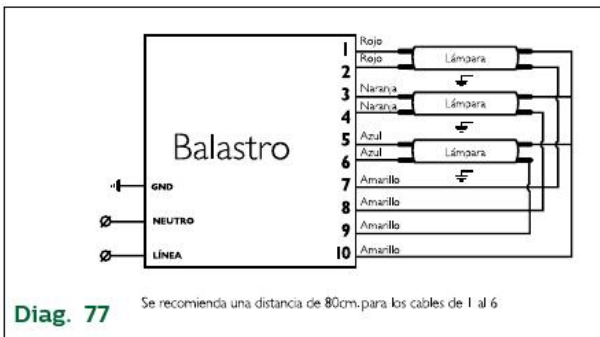 Balastro
GND
NEUTRO
LÍNEA
1 Rojo
2 Rojo
3 Naranja
4 Naranja
5 Azul
6 Azul
7 Amarillo
8 Amarillo
9 Amarillo
10 Amarillo
Lámpara
Lámpara
Lámpara
Diag. 77
Se recomienda una distancia de 80cm. para los cables de 1 al 6